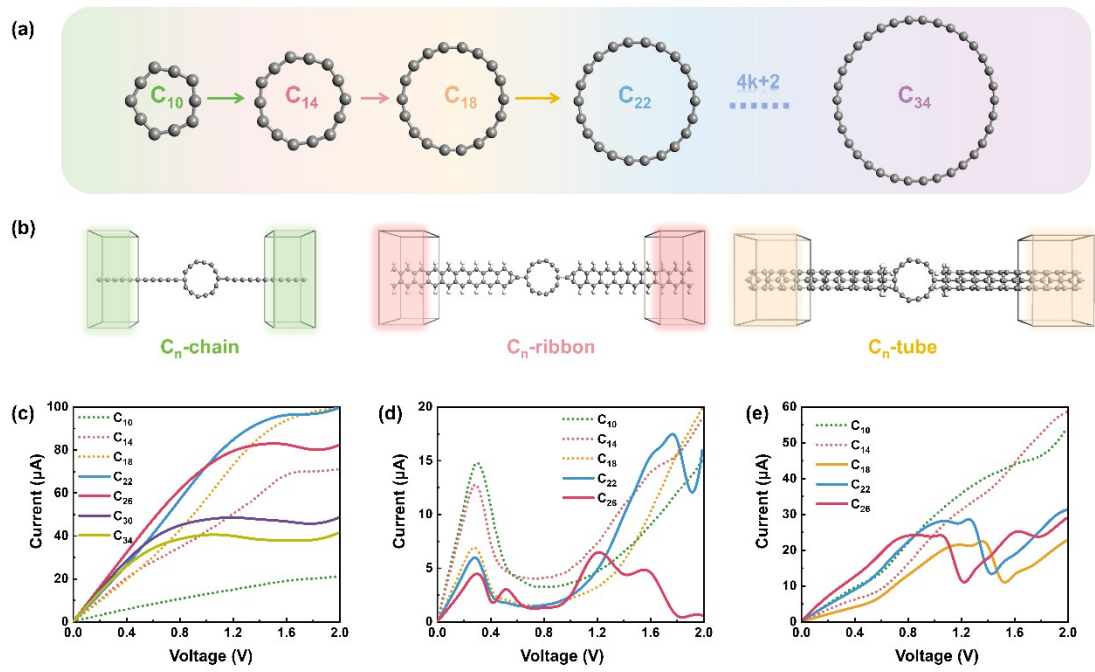 (a)
C₁₀
C₁₄
C₁₈
C₂₂
4k+2
C₃₄
(b)
Cₙ-chain
Cₙ-ribbon
Cₙ-tube
(c)
100
80
60
40
20
0
Current (μA)
C₁₀
C₁₄
C₁₈
C₂₂
C₂₆
C₃₀
C₃₄
0.0 0.4 0.8 1.2 1.6 2.0
Voltage (V)
(d)
20
15
10
5
0
Current (μA)
C₁₀
C₁₄
C₁₈
C₂₂
C₂₆
0.0 0.4 0.8 1.2 1.6 2.0
Voltage (V)
(e)
60
50
40
30
20
10
0
Current (μA)
C₁₀
C₁₄
C₁₈
C₂₂
C₂₆
0.0 0.4 0.8 1.2 1.6 2.0
Voltage (V)